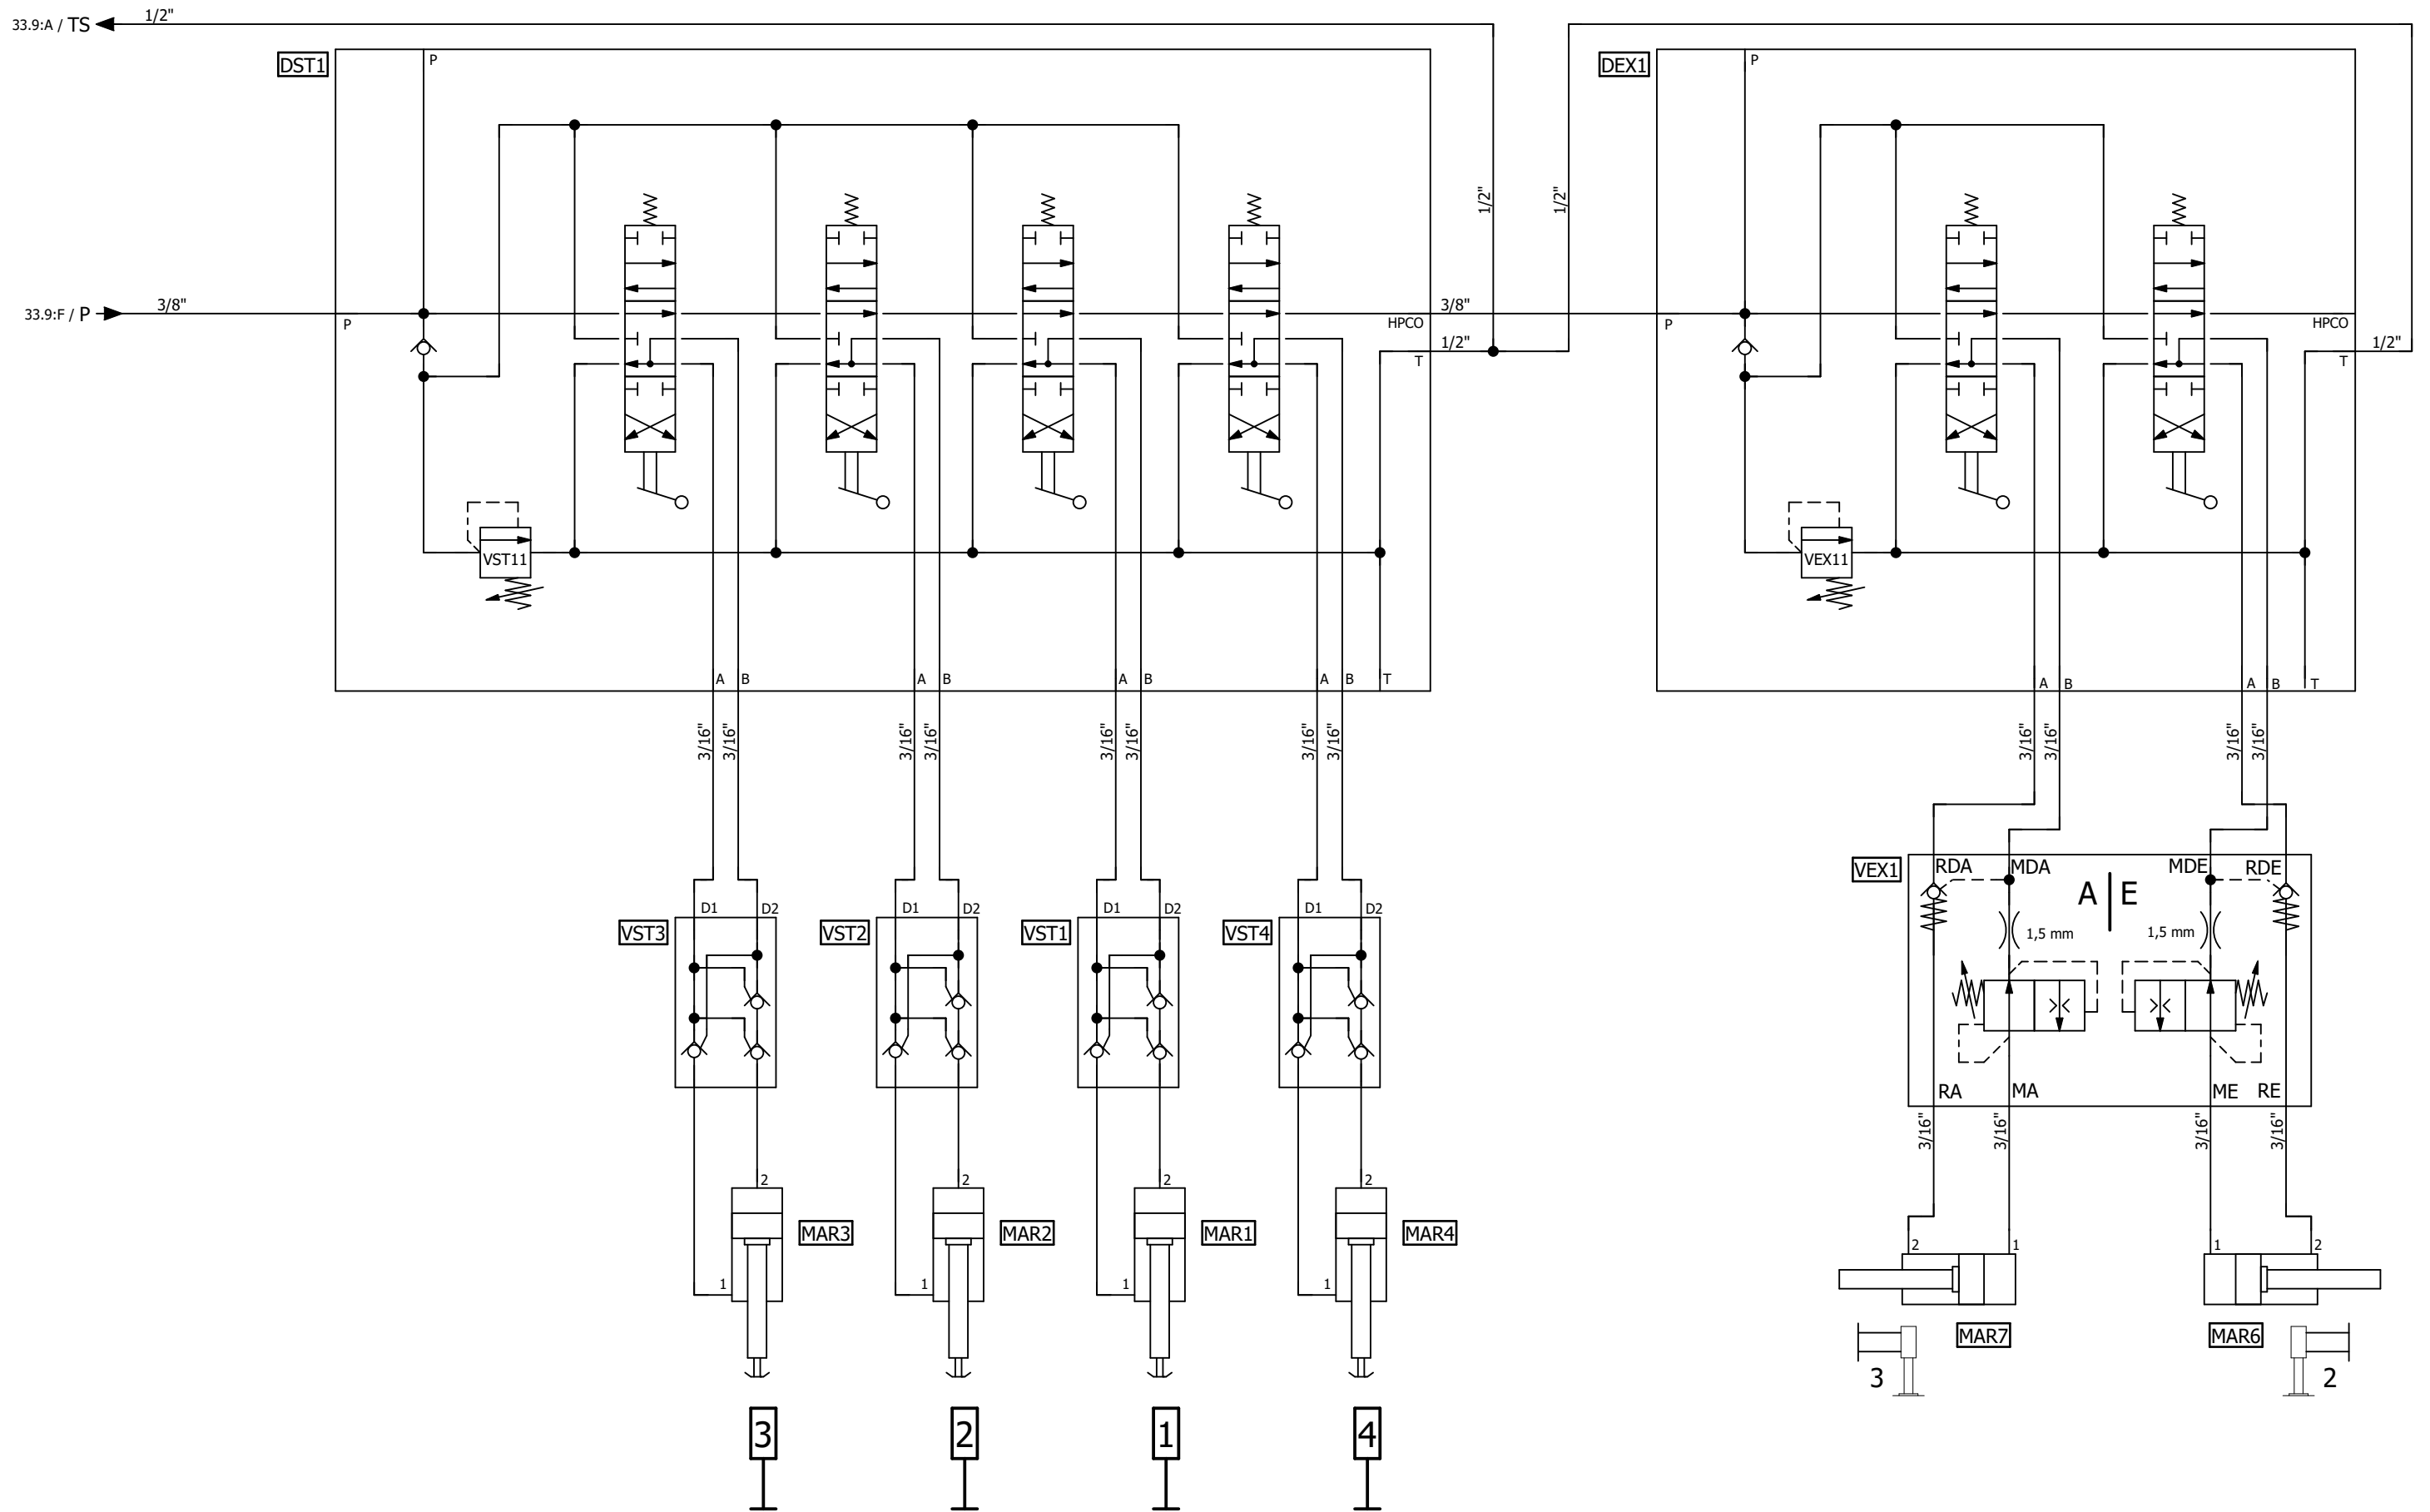 33.9:A / TS
1/2"
DST1
P
DEX1
P
1/2"
1/2"
33.9:F / P
3/8"
P
HPCO
3/8"
P
HPCO
1/2"
T
1/2"
T
VST11
VEX11
A B
A B
A B
A B T
A B
A B T
3/16" 3/16"
3/16" 3/16"
3/16" 3/16"
3/16" 3/16"
3/16" 3/16"
3/16" 3/16"
VEX1
RDA MDA
A E
MDE RDE
1,5 mm
1,5 mm
VST3
D1 D2
VST2
D1 D2
VST1
D1 D2
VST4
D1 D2
RA MA
ME RE
3/16" 3/16"
3/16" 3/16"
2
MAR3
1
2
MAR2
1
2
MAR1
1
2
MAR4
1
2 1
1 2
MAR7
MAR6
3
2
3
2
1
4